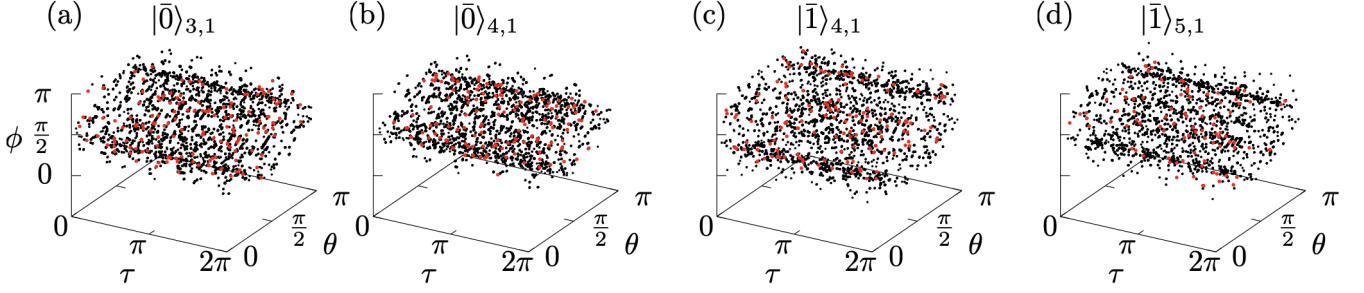 (a) |0̄⟩₃,₁ (b) |0̄⟩₄,₁ (c) |1̄⟩₄,₁ (d) |1̄⟩₅,₁
π
ϕ π/2
0
0 π 2π τ 0 π/2 π θ
0 π 2π τ 0 π/2 π θ
0 π 2π τ 0 π/2 π θ
0 π 2π τ 0 π/2 π θ